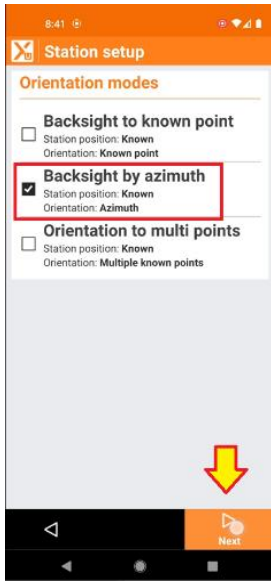 8:41
Station setup
Orientation modes
Backsight to known point
Station position: Known
Orientation: Known point
Backsight by azimuth
Station position: Known
Orientation: Azimuth
Orientation to multi points
Station position: Known
Orientation: Multiple known points
Next